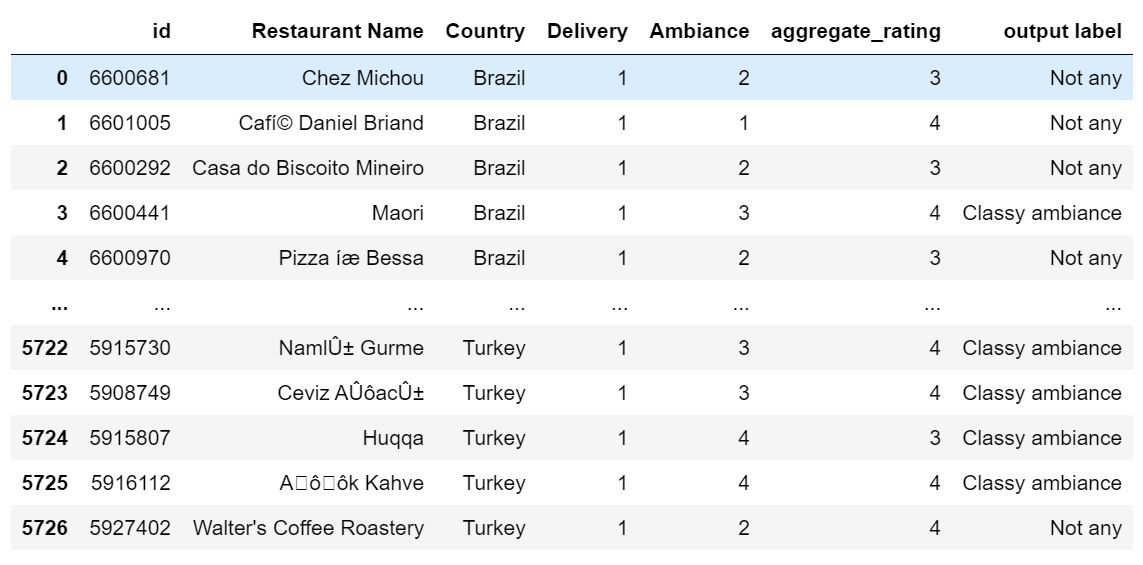 id Restaurant Name Country Delivery Ambiance aggregate_rating output label
0 6600681 Chez Michou Brazil 1 2 3 Not any
1 6601005 Cafí© Daniel Briand Brazil 1 1 4 Not any
2 6600292 Casa do Biscoito Mineiro Brazil 1 2 3 Not any
3 6600441 Maori Brazil 1 3 4 Classy ambiance
4 6600970 Pizza íæ Bessa Brazil 1 2 3 Not any
... ... ... ... ... ... ... ...
5722 5915730 NamlÛ± Gurme Turkey 1 3 4 Classy ambiance
5723 5908749 Ceviz AÛôacÛ± Turkey 1 3 4 Classy ambiance
5724 5915807 Huqqa Turkey 1 4 3 Classy ambiance
5725 5916112 A□ô□ôk Kahve Turkey 1 4 4 Classy ambiance
5726 5927402 Walter's Coffee Roastery Turkey 1 2 4 Not any